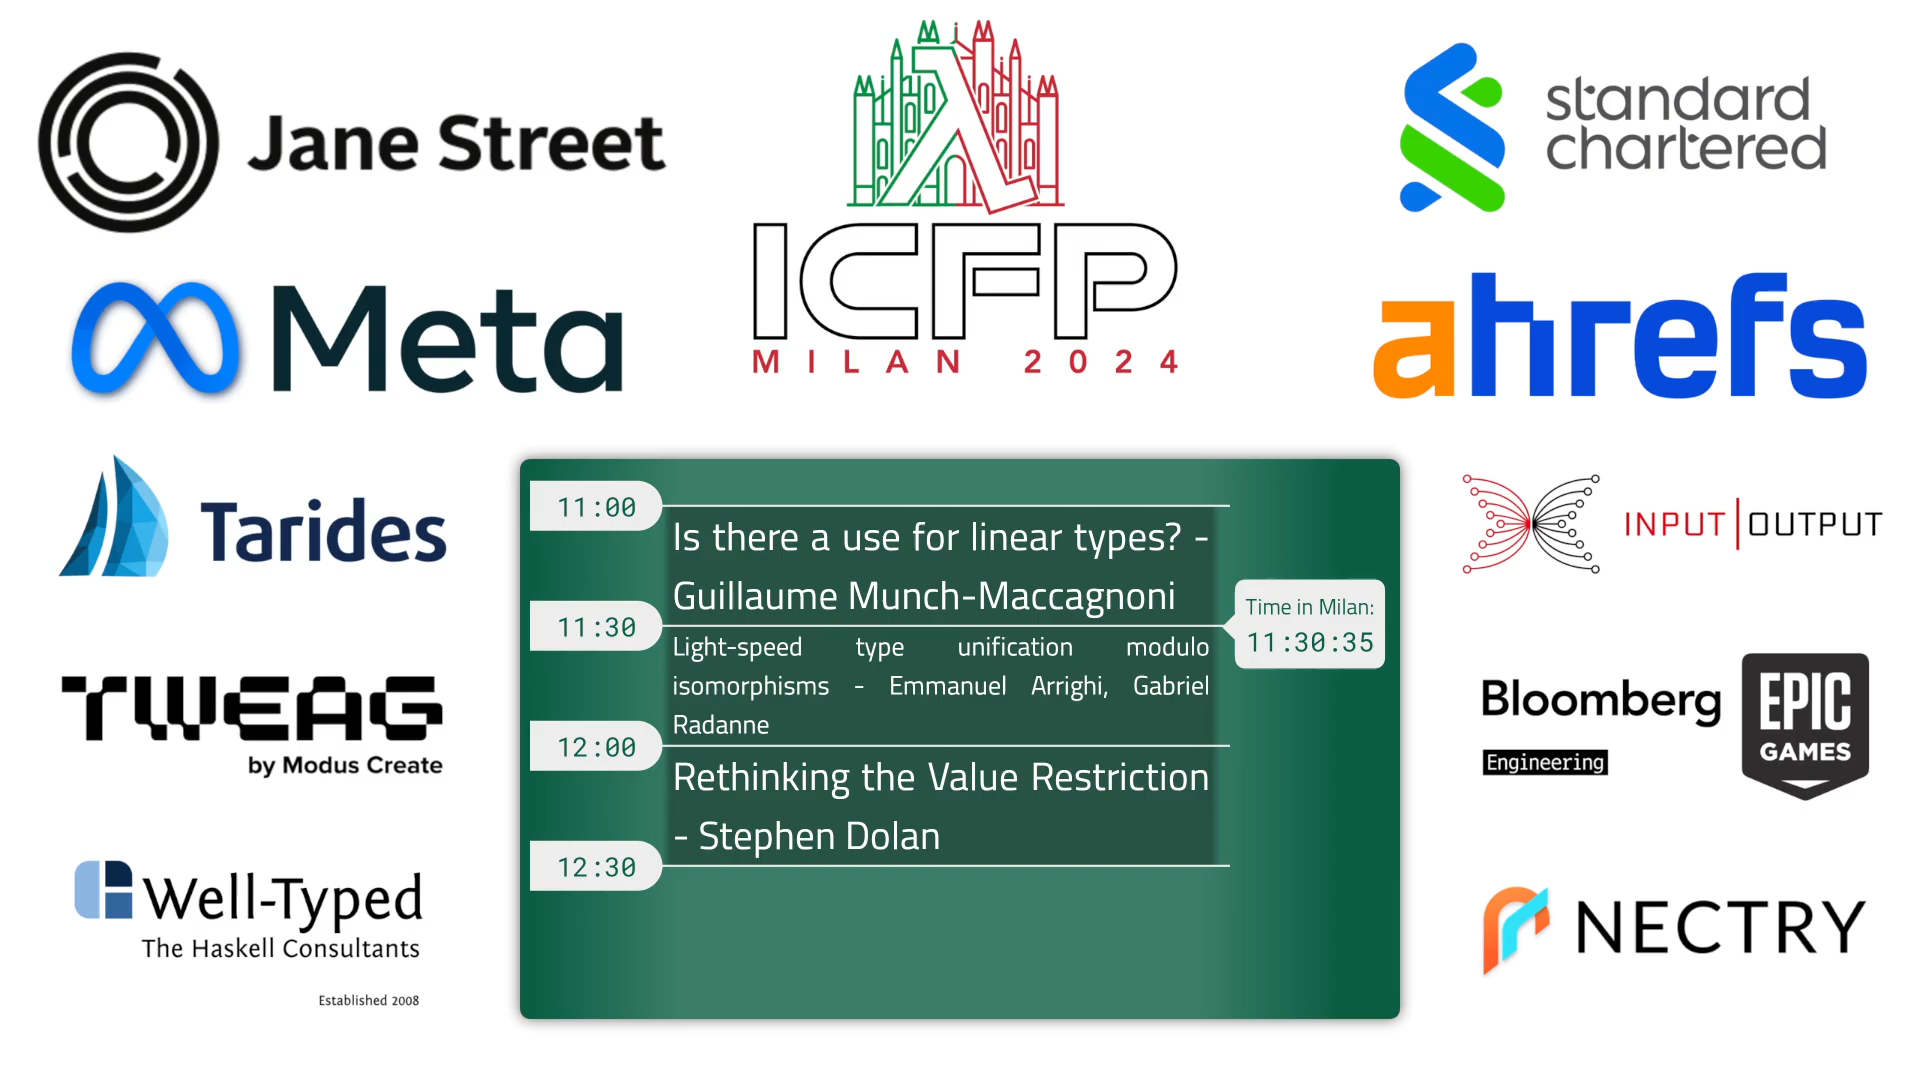 Jane Street
ICFP
MILAN 2024
standard
chartered
Meta
ahrefs
Tarides
INPUT|OUTPUT
TWEAG
by Modus Create
Bloomberg
Engineering
EPIC
GAMES
Well-Typed
The Haskell Consultants
Established 2008
NECTRY
11:00
Is there a use for linear types? -
Guillaume Munch-Maccagnoni
11:30
Light-speed type unification modulo
isomorphisms - Emmanuel Arrighi, Gabriel
Radanne
12:00
Rethinking the Value Restriction
- Stephen Dolan
12:30
Time in Milan:
11:30:35